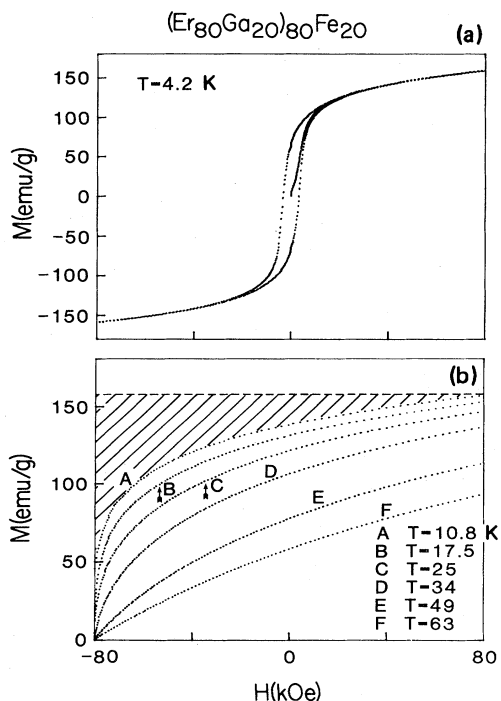 (Er80Ga20)80Fe20
(a)
T=4.2 K
150
100
50
0
-50
-100
-150
M(emu/g)
(b)
150
100
50
0
M(emu/g)
A
B
C
D
E
F
A T=10.8 K
B T=17.5
C T=25
D T=34
E T=49
F T=63
-80 0 80
H(kOe)